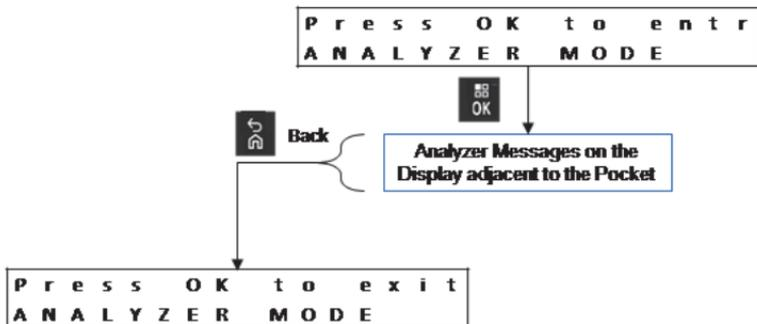 Press OK to entr
ANALYZER MODE
OK
Back
Analyzer Messages on the
Display adjacent to the Pocket
Press OK to exit
ANALYZER MODE